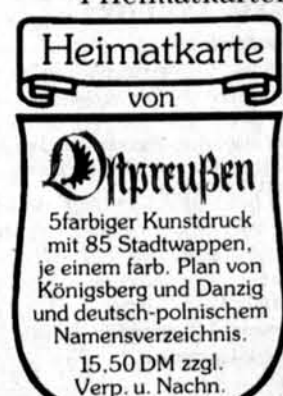 Heimatkarte
von
Ostpreußen
5farbiger Kunstdruck
mit 85 Stadtwappen,
je einem farb. Plan von
Königsberg und Danzig
und deutsch-polnischem
Namensverzeichnis.
15,50 DM zzgl.
Verp. u. Nachn.